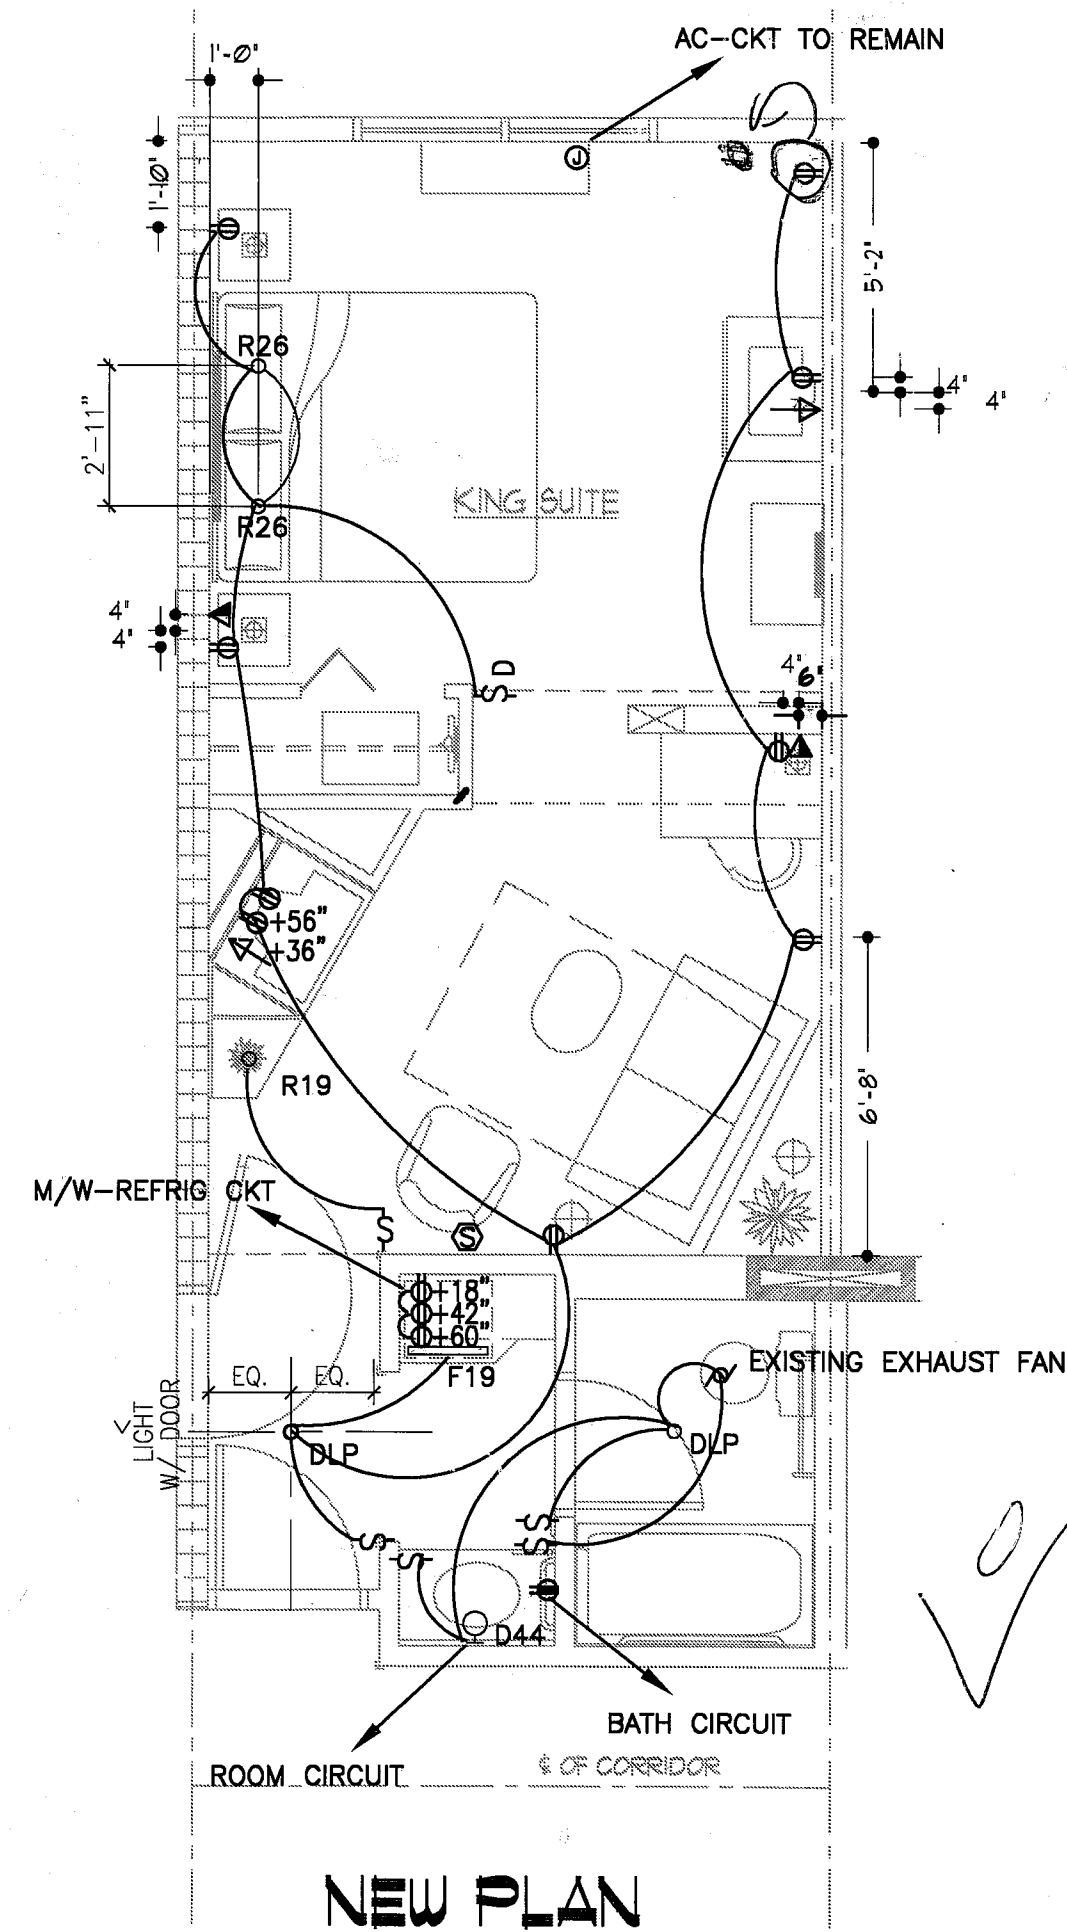 AC-CKT TO REMAIN
1'-0"
J
1'-10"
5'-2"
R26
4"
4"
2'-11"
KING SUITE
R26
4"
4"
S D
4"
6"
+56"
+36"
R19
6'-8"
M/W-REFRIG CKT
S
S
+18"
+42"
+60"
F19
EXISTING EXHAUST FAN
EQ.
EQ.
LIGHT
W/ DOOR
DLP
DLP
S
S
S
S
D44
BATH CIRCUIT
ROOM CIRCUIT
℄ OF CORRIDOR
NEW PLAN